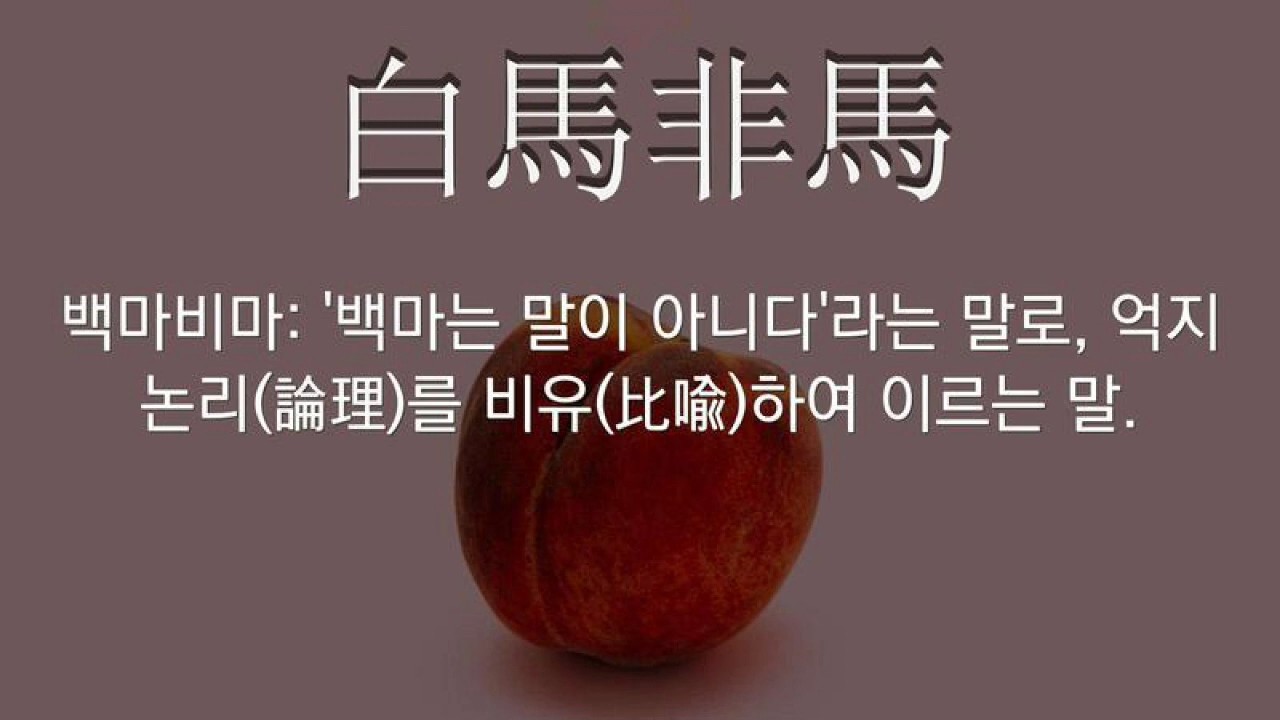 白馬非馬
백마비마: '백마는 말이 아니다'라는 말로, 억지
논리(論理)를 비유(比喩)하여 이르는 말.